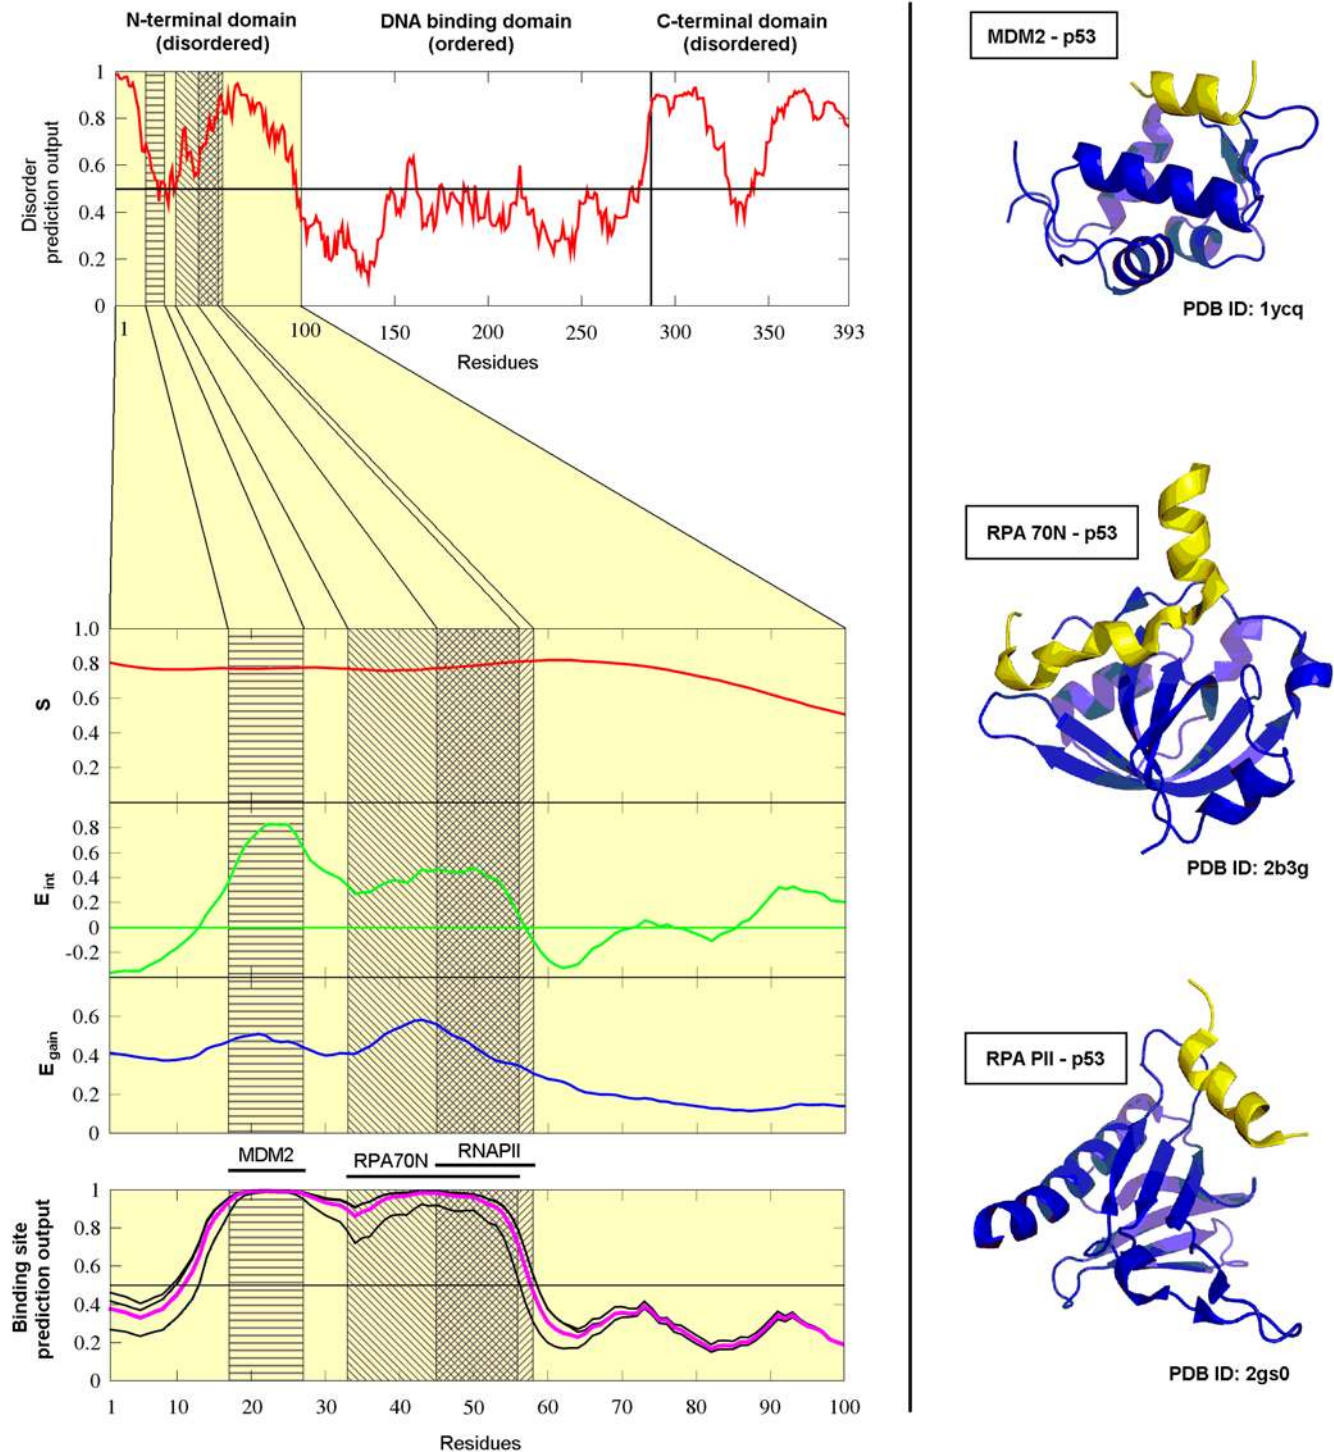 N-terminal domain
(disordered)
DNA binding domain
(ordered)
C-terminal domain
(disordered)
Disorder
prediction output
1
0.8
0.6
0.4
0.2
0
1
100
150
200
250
300
350
393
Residues
S
1.0
0.8
0.6
0.4
0.2
E int
0.8
0.6
0.4
0.2
0
-0.2
E gain
0.6
0.4
0.2
0
MDM2
RPA70N
RNAPII
Binding site
prediction output
1
0.8
0.6
0.4
0.2
0
1
10
20
30
40
50
60
70
80
90
100
Residues
MDM2 - p53
PDB ID: 1ycq
RPA 70N - p53
PDB ID: 2b3g
RPA PII - p53
PDB ID: 2gs0